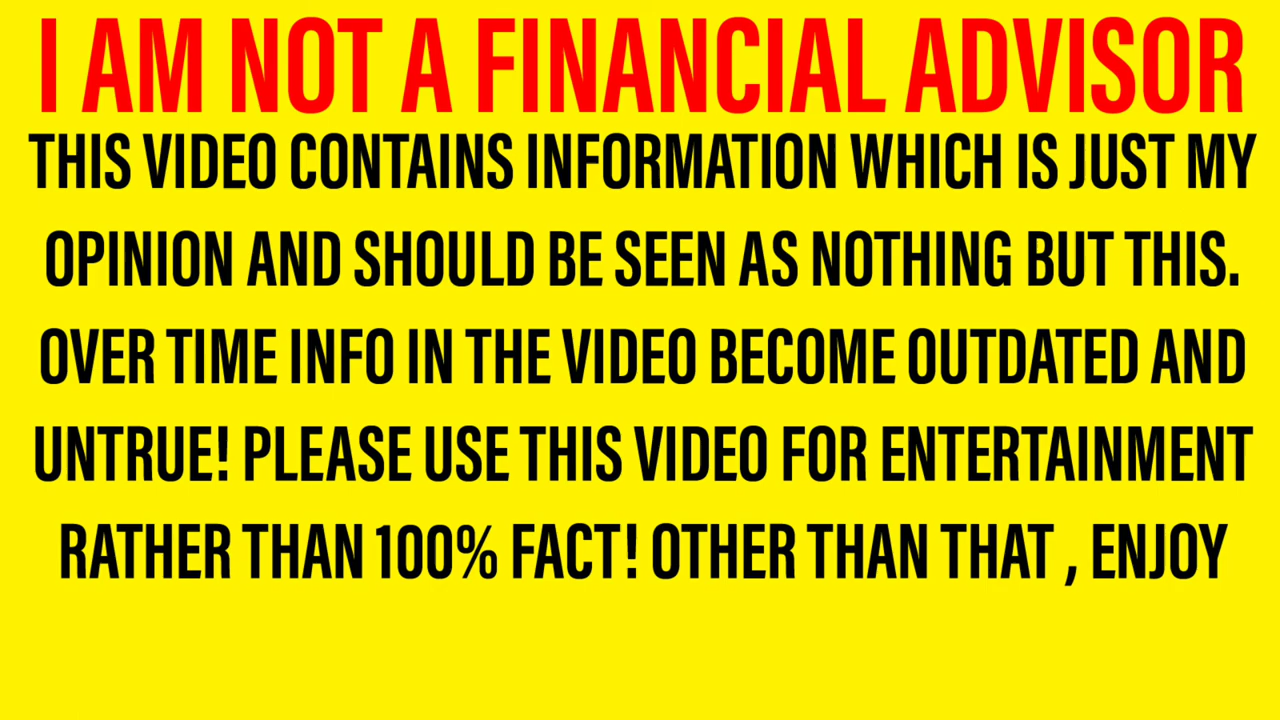 I AM NOT A FINANCIAL ADVISOR
THIS VIDEO CONTAINS INFORMATION WHICH IS JUST MY
OPINION AND SHOULD BE SEEN AS NOTHING BUT THIS.
OVER TIME INFO IN THE VIDEO BECOME OUTDATED AND
UNTRUE! PLEASE USE THIS VIDEO FOR ENTERTAINMENT
RATHER THAN 100% FACT! OTHER THAN THAT , ENJOY